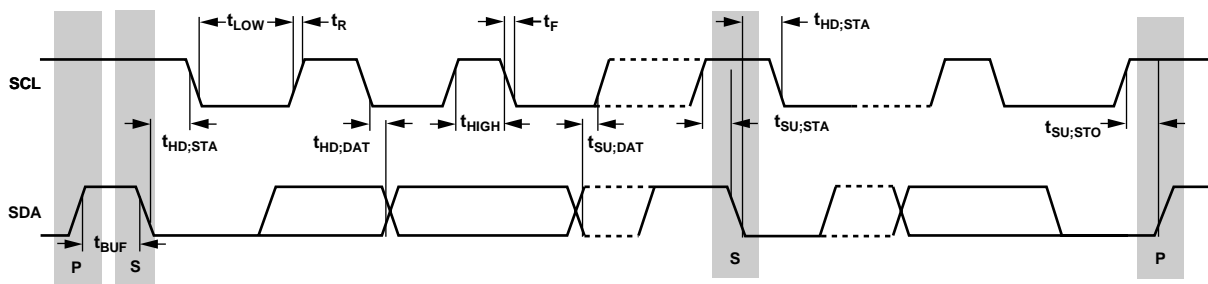 tLOW
tR
tF
tHD;STA
SCL
tHD;STA
tHD;DAT
tHIGH
tSU;DAT
tSU;STA
tSU;STO
SDA
tBUF
P
S
S
P